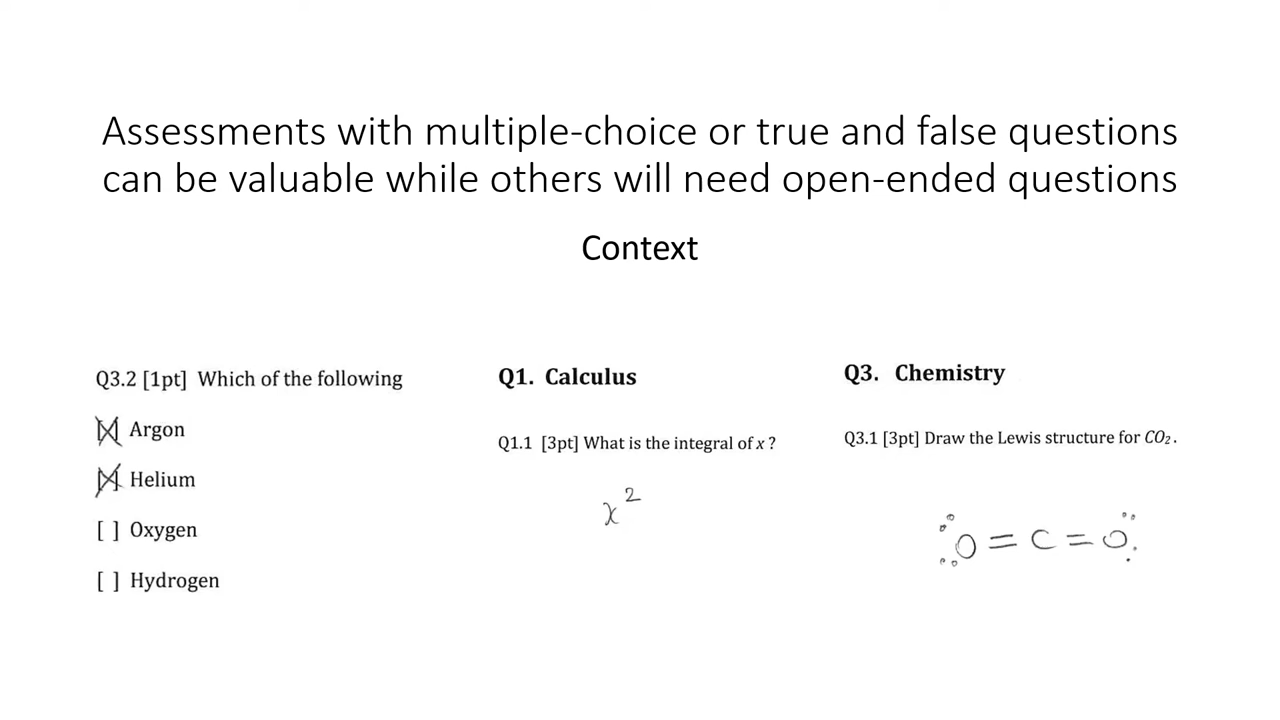 Assessments with multiple-choice or true and false questions
can be valuable while others will need open-ended questions
Context
Q3.2 [1pt] Which of the following
[X] Argon
[X] Helium
[ ] Oxygen
[ ] Hydrogen
Q1. Calculus
Q1.1 [3pt] What is the integral of x ?
x²
Q3. Chemistry
Q3.1 [3pt] Draw the Lewis structure for CO₂.
O = C = O